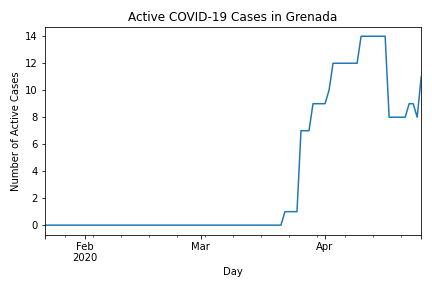 Active COVID-19 Cases in Grenada
Number of Active Cases
14
12
10
8
6
4
2
0
Feb
2020
Mar
Apr
Day